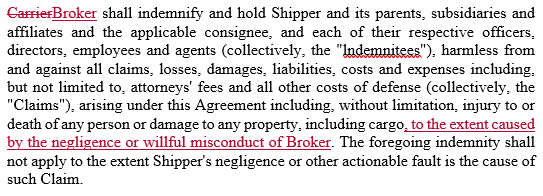 CarrierBroker shall indemnify and hold Shipper and its parents, subsidiaries and
affiliates and the applicable consignee, and each of their respective officers,
directors, employees and agents (collectively, the "Indemnitees"), harmless from
and against all claims, losses, damages, liabilities, costs and expenses including,
but not limited to, attorneys' fees and all other costs of defense (collectively, the
"Claims"), arising under this Agreement including, without limitation, injury to or
death of any person or damage to any property, including cargo, to the extent caused
by the negligence or willful misconduct of Broker. The foregoing indemnity shall
not apply to the extent Shipper's negligence or other actionable fault is the cause of
such Claim.